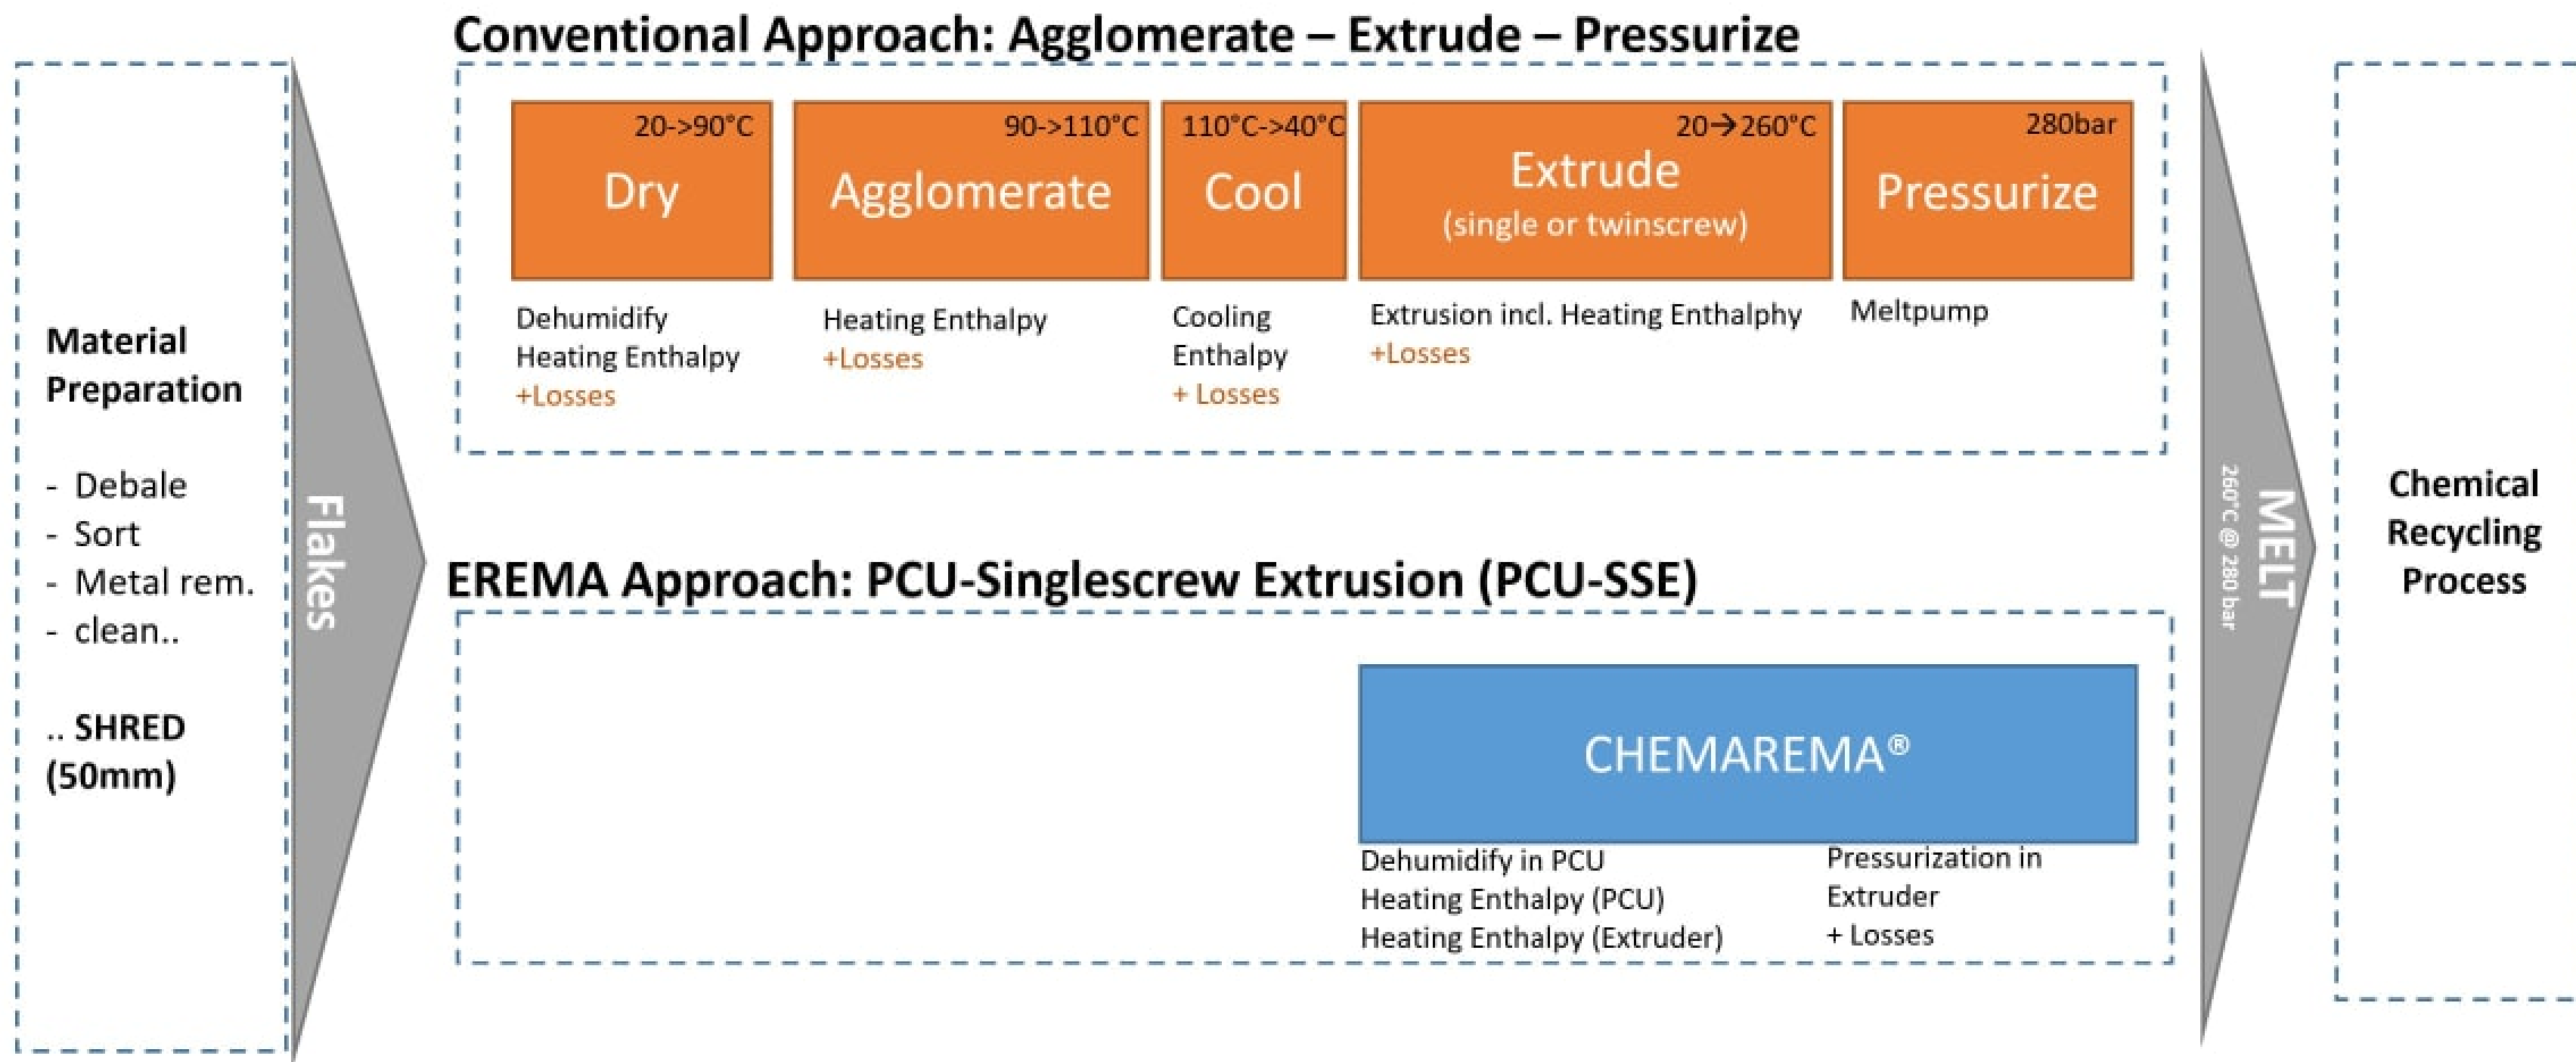 Conventional Approach: Agglomerate – Extrude – Pressurize
Material
Preparation
- Debale
- Sort
- Metal rem.
- clean..
.. SHRED
(50mm)
Flakes
20->90°C
Dry
Dehumidify
Heating Enthalpy
+Losses
90->110°C
Agglomerate
Heating Enthalpy
+Losses
110°C->40°C
Cool
Cooling
Enthalpy
+ Losses
20→260°C
Extrude
(single or twinscrew)
Extrusion incl. Heating Enthalphy
+Losses
280bar
Pressurize
Meltpump
EREMA Approach: PCU-Singlescrew Extrusion (PCU-SSE)
CHEMAREMA®
Dehumidify in PCU
Heating Enthalpy (PCU)
Heating Enthalpy (Extruder)
Pressurization in
Extruder
+ Losses
MELT
260°C @ 280 bar
Chemical
Recycling
Process